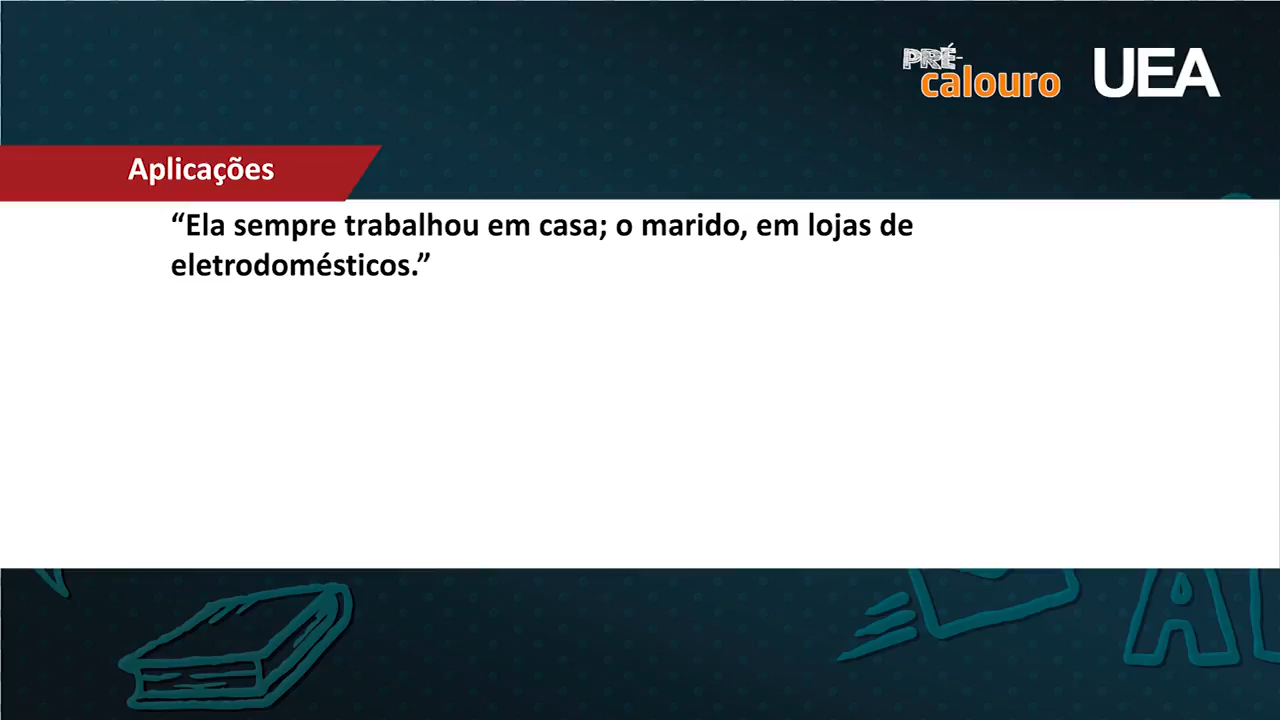 PRÉ-
calouro
UEA
Aplicações
“Ela sempre trabalhou em casa; o marido, em lojas de
eletrodomésticos.”